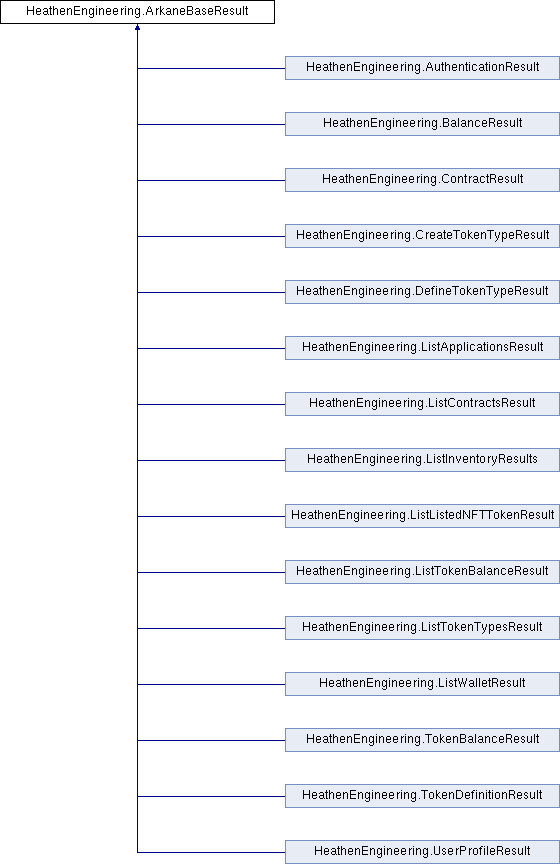 HeathenEngineering.ArkaneBaseResult
HeathenEngineering.AuthenticationResult
HeathenEngineering.BalanceResult
HeathenEngineering.ContractResult
HeathenEngineering.CreateTokenTypeResult
HeathenEngineering.DefineTokenTypeResult
HeathenEngineering.ListApplicationsResult
HeathenEngineering.ListContractsResult
HeathenEngineering.ListInventoryResults
HeathenEngineering.ListListedNFTTokenResult
HeathenEngineering.ListTokenBalanceResult
HeathenEngineering.ListTokenTypesResult
HeathenEngineering.ListWalletResult
HeathenEngineering.TokenBalanceResult
HeathenEngineering.TokenDefinitionResult
HeathenEngineering.UserProfileResult